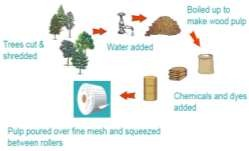 Boiled up to
make wood pulp
Trees cut &
shredded
Water added
Chemicals and dyes
added
Pulp poured over fine mesh and squeezed
between rollers